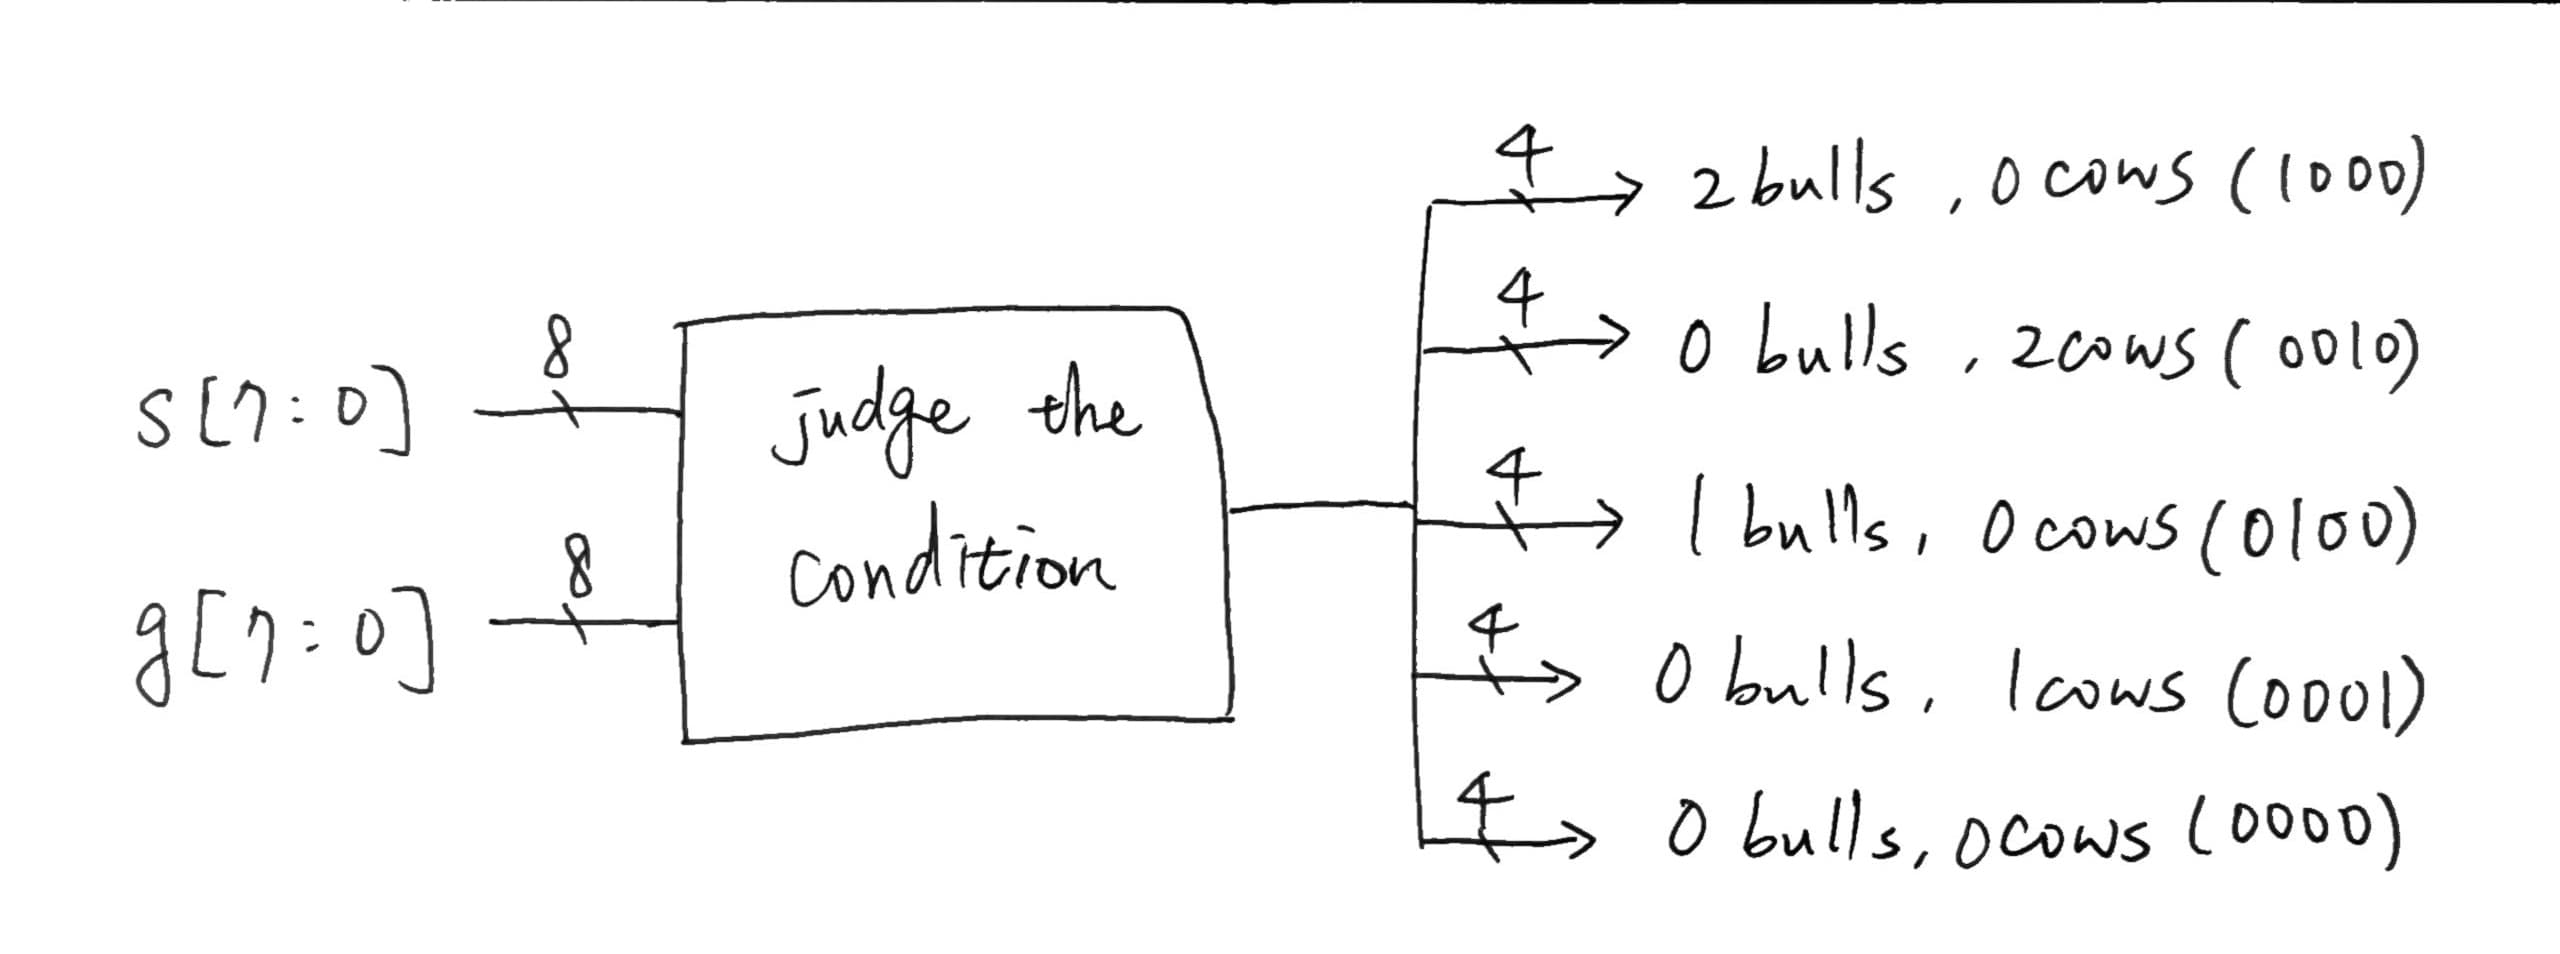 4
2 bulls, 0 cows (1000)
4
0 bulls, 2 cows (0010)
8
s[7:0]
judge the
4
1 bulls, 0 cows (0100)
8
condition
g[7:0]
4
0 bulls, 1 cows (0001)
4
0 bulls, 0 cows (0000)